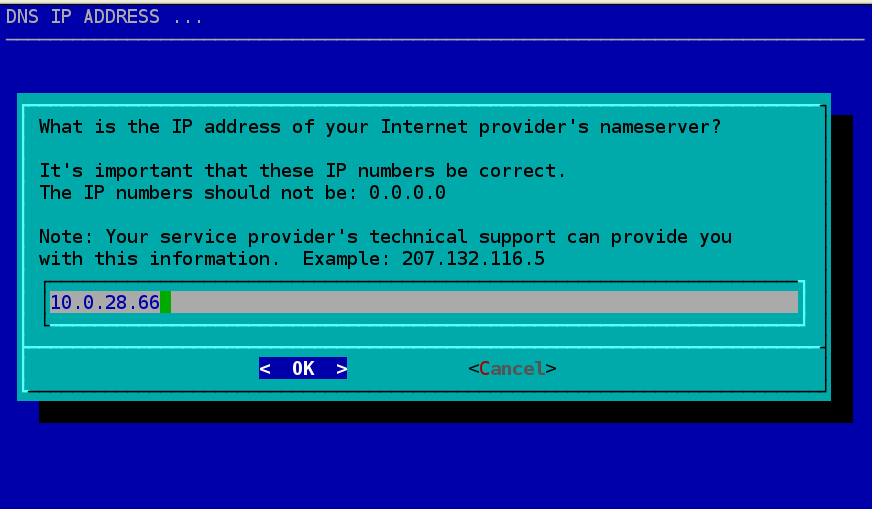 DNS IP ADDRESS ...
What is the IP address of your Internet provider's nameserver?
It's important that these IP numbers be correct.
The IP numbers should not be: 0.0.0.0
Note: Your service provider's technical support can provide you
with this information.  Example: 207.132.116.5
10.0.28.66
<  OK  > <Cancel>